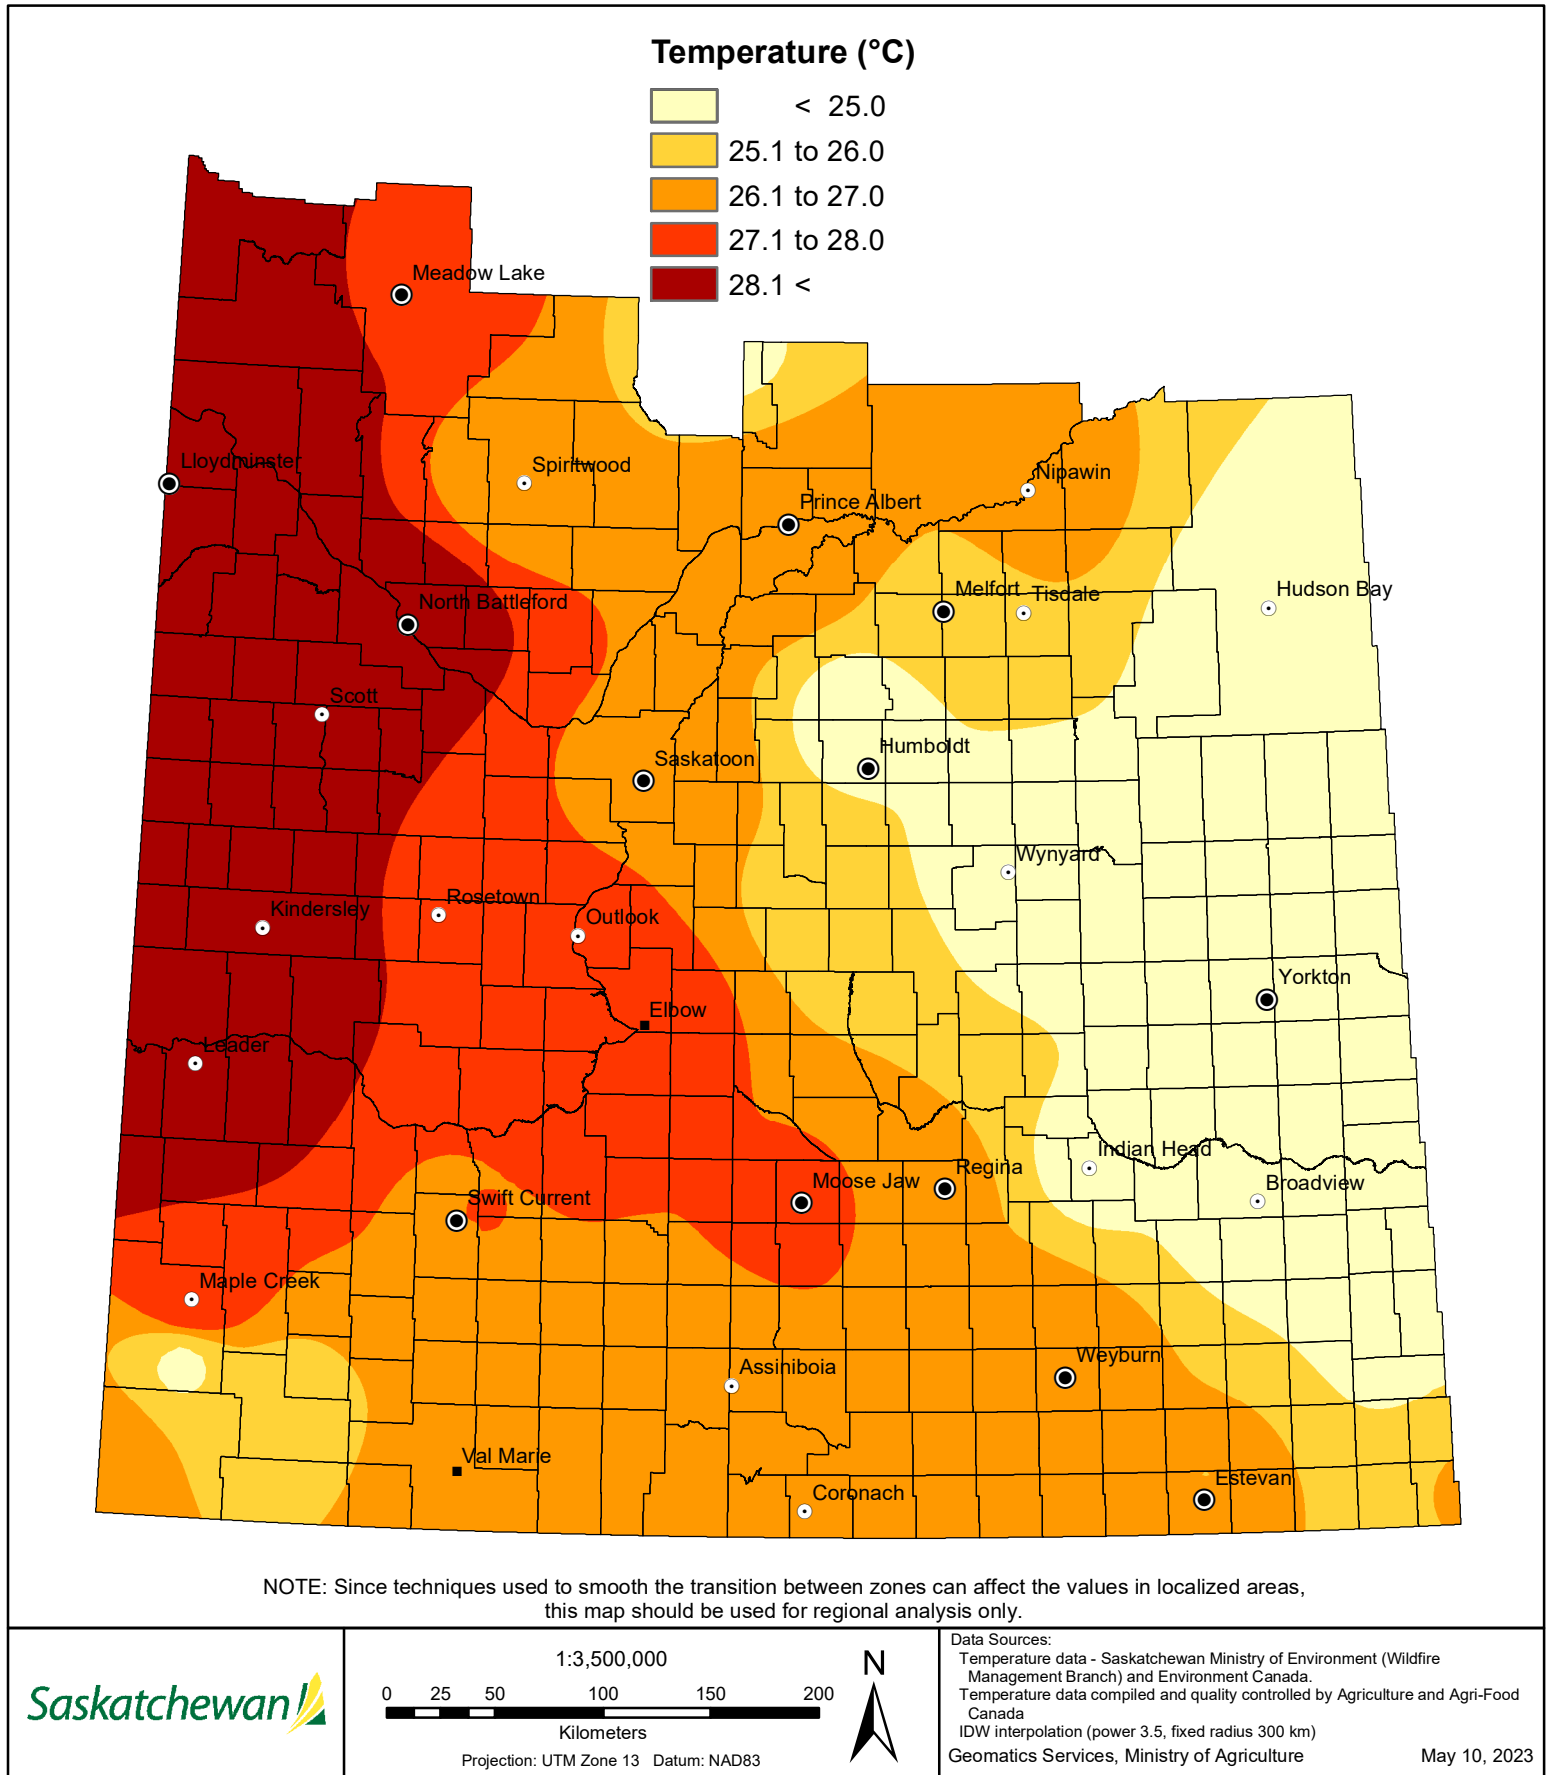 Temperature (°C)
< 25.0
25.1 to 26.0
26.1 to 27.0
27.1 to 28.0
28.1 <
Meadow Lake
Lloydminster
Spiritwood
Nipawin
Prince Albert
Hudson Bay
Melfort
Tisdale
North Battleford
Scott
Humboldt
Saskatoon
Wynyard
Rosetown
Kindersley
Outlook
Yorkton
Elbow
Leader
Indian Head
Regina
Moose Jaw
Broadview
Swift Current
Maple Creek
Weyburn
Assiniboia
Val Marie
Estevan
Coronach
NOTE: Since techniques used to smooth the transition between zones can affect the values in localized areas,
this map should be used for regional analysis only.
Saskatchewan
1:3,500,000
0 25 50 100 150 200
Kilometers
Projection: UTM Zone 13 Datum: NAD83
N
Data Sources:
Temperature data - Saskatchewan Ministry of Environment (Wildfire
Management Branch) and Environment Canada.
Temperature data compiled and quality controlled by Agriculture and Agri-Food
Canada
IDW interpolation (power 3.5, fixed radius 300 km)
Geomatics Services, Ministry of Agriculture May 10, 2023